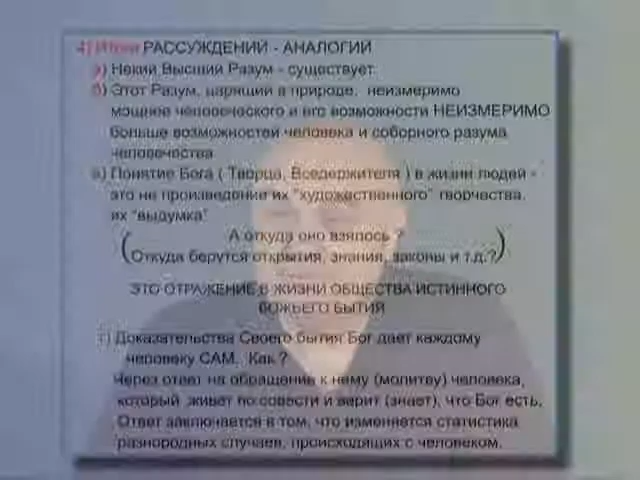 4) Итоги РАССУЖДЕНИЙ - АНАЛОГИЙ
а) Некий Высший Разум - существует.
б) Этот Разум, царящий в природе, неизмеримо
мощнее человеческого и его возможности НЕИЗМЕРИМО
больше возможностей человека и соборного разума
человечества
в) Понятие Бога ( Творца, Вседержителя ) в жизни людей -
это не произведение их "художественного" творчества,
их "выдумка"
( А откуда оно взялось ?
Откуда берутся открытия, знания, законы и т.д.?)
ЭТО ОТРАЖЕНИЕ В ЖИЗНИ ОБЩЕСТВА ИСТИННОГО
БОЖЬЕГО БЫТИЯ
г) Доказательства Своего бытия Бог дает каждому
человеку САМ. Как ?
Через ответ на обращение к нему (молитву) человека,
который живет по совести и верит (знает), что Бог есть.
Ответ заключается в том, что изменяется статистика
разнородных случаев, происходящих с человеком.